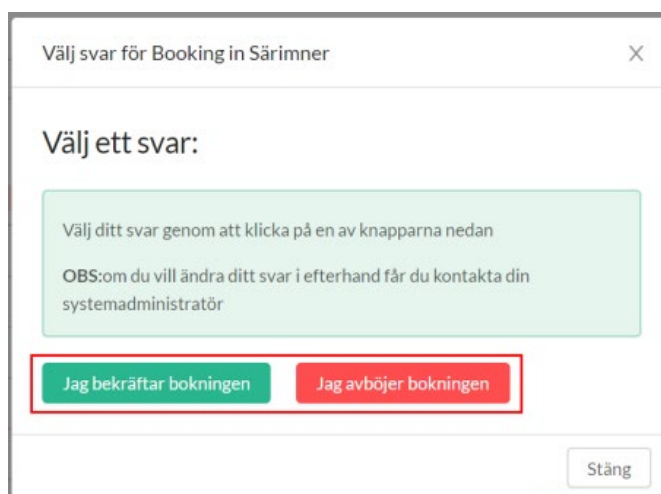 Välj svar för Booking in Särimner
Välj ett svar:
Välj ditt svar genom att klicka på en av knapparna nedan
OBS:om du vill ändra ditt svar i efterhand får du kontakta din
systemadministratör
Jag bekräftar bokningen
Jag avböjer bokningen
Stäng